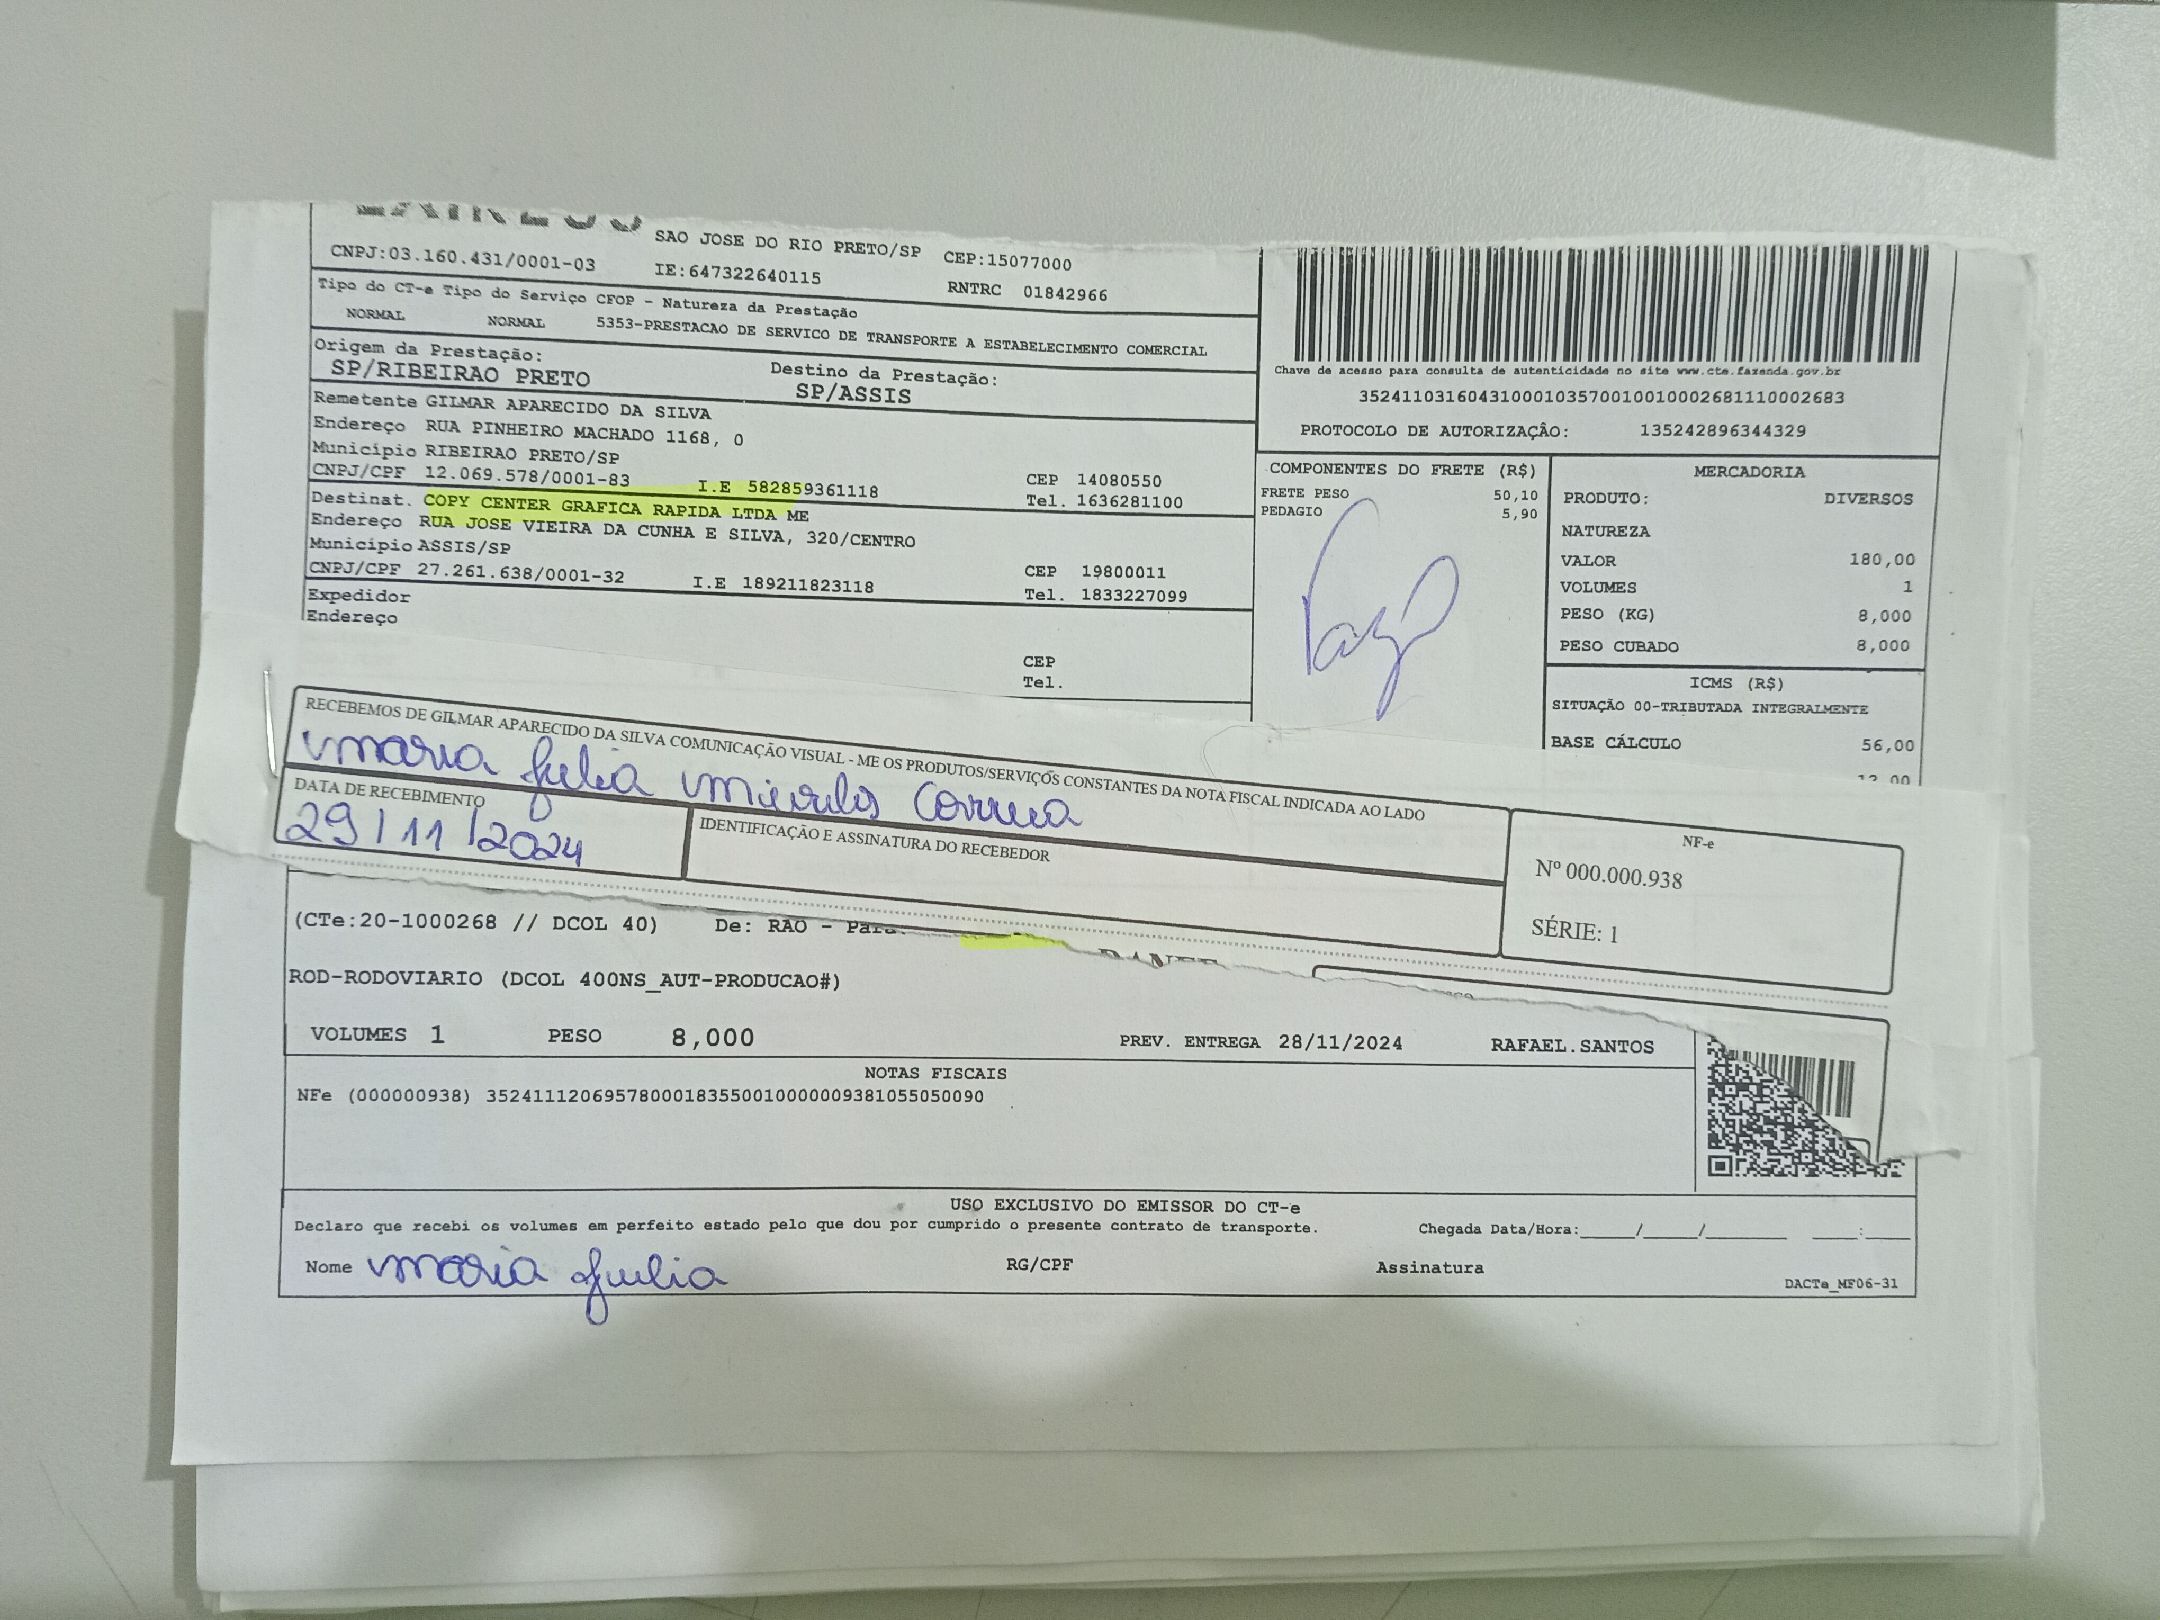 SAO JOSE DO RIO PRETO/SP CEP:15077000
CNPJ:03.160.431/0001-03 IE:647322640115 RNTRC 01842966
Tipo do CT-e Tipo do Serviço CFOP - Natureza da Prestação
NORMAL NORMAL 5353-PRESTACAO DE SERVICO DE TRANSPORTE A ESTABELECIMENTO COMERCIAL
Origem da Prestação: Destino da Prestação:
SP/RIBEIRAO PRETO SP/ASSIS
Remetente GILMAR APARECIDO DA SILVA
Endereço RUA PINHEIRO MACHADO 1168, 0
Município RIBEIRAO PRETO/SP CEP 14080550
CNPJ/CPF 12.069.578/0001-83 I.E 582859361118 Tel. 1636281100
Destinat. COPY CENTER GRAFICA RAPIDA LTDA ME
Endereço RUA JOSE VIEIRA DA CUNHA E SILVA, 320/CENTRO
Município ASSIS/SP CEP 19800011
CNPJ/CPF 27.261.638/0001-32 I.E 189211823118 Tel. 1833227099
Expedidor
Endereço
CEP
Tel.
Chave de acesso para consulta de autenticidade no site www.cte.fazenda.gov.br
35241103160431000103570010010002681110002683
PROTOCOLO DE AUTORIZAÇÃO: 135242896344329
COMPONENTES DO FRETE (R$)
FRETE PESO 50,10
PEDAGIO 5,90
MERCADORIA
PRODUTO: DIVERSOS
NATUREZA
VALOR 180,00
VOLUMES 1
PESO (KG) 8,000
PESO CUBADO 8,000
ICMS (R$)
SITUAÇÃO 00-TRIBUTADA INTEGRALMENTE
BASE CÁLCULO 56,00
RECEBEMOS DE GILMAR APARECIDO DA SILVA COMUNICAÇÃO VISUAL - ME OS PRODUTOS/SERVIÇOS CONSTANTES DA NOTA FISCAL INDICADA AO LADO
maria Julia Correa
DATA DE RECEBIMENTO
29/11/2024
IDENTIFICAÇÃO E ASSINATURA DO RECEBEDOR
NF-e
Nº 000.000.938
SÉRIE: 1
(CTe:20-1000268 // DCOL 40) De: RAO - Para:
ROD-RODOVIARIO (DCOL 400NS_AUT-PRODUCAO#)
VOLUMES 1 PESO 8,000 PREV. ENTREGA 28/11/2024 RAFAEL.SANTOS
NOTAS FISCAIS
NFe (000000938) 35241112069578000183550010000009381055050090
USO EXCLUSIVO DO EMISSOR DO CT-e
Declaro que recebi os volumes em perfeito estado pelo que dou por cumprido o presente contrato de transporte. Chegada Data/Hora:____/____/______ ____:____
Nome maria Julia RG/CPF Assinatura
DACTe_MF06-31